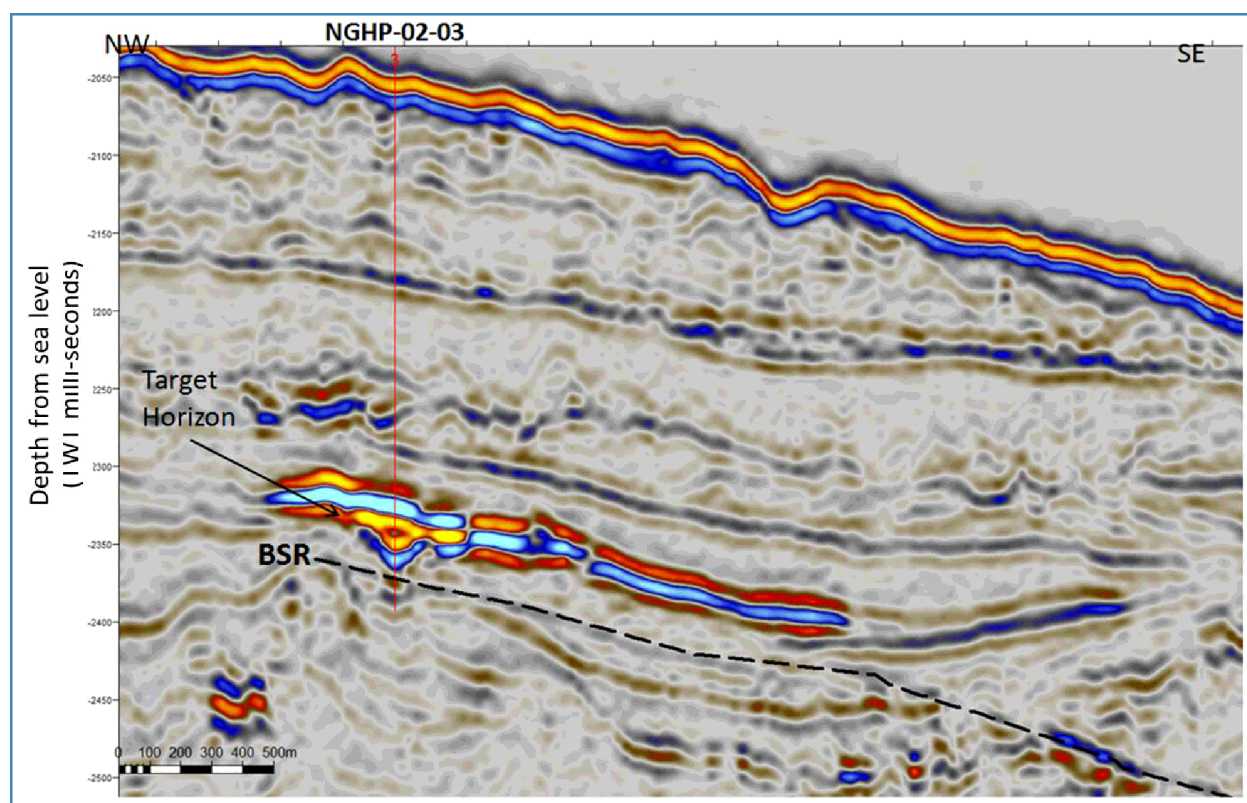 NGHP-02-03
NW
SE
3
-2050
-2100
-2150
-2200
-2250
-2300
-2350
-2400
-2450
-2500
Depth from sea level
(TWT milli-seconds)
Target
Horizon
BSR
0 100 200 300 400 500m